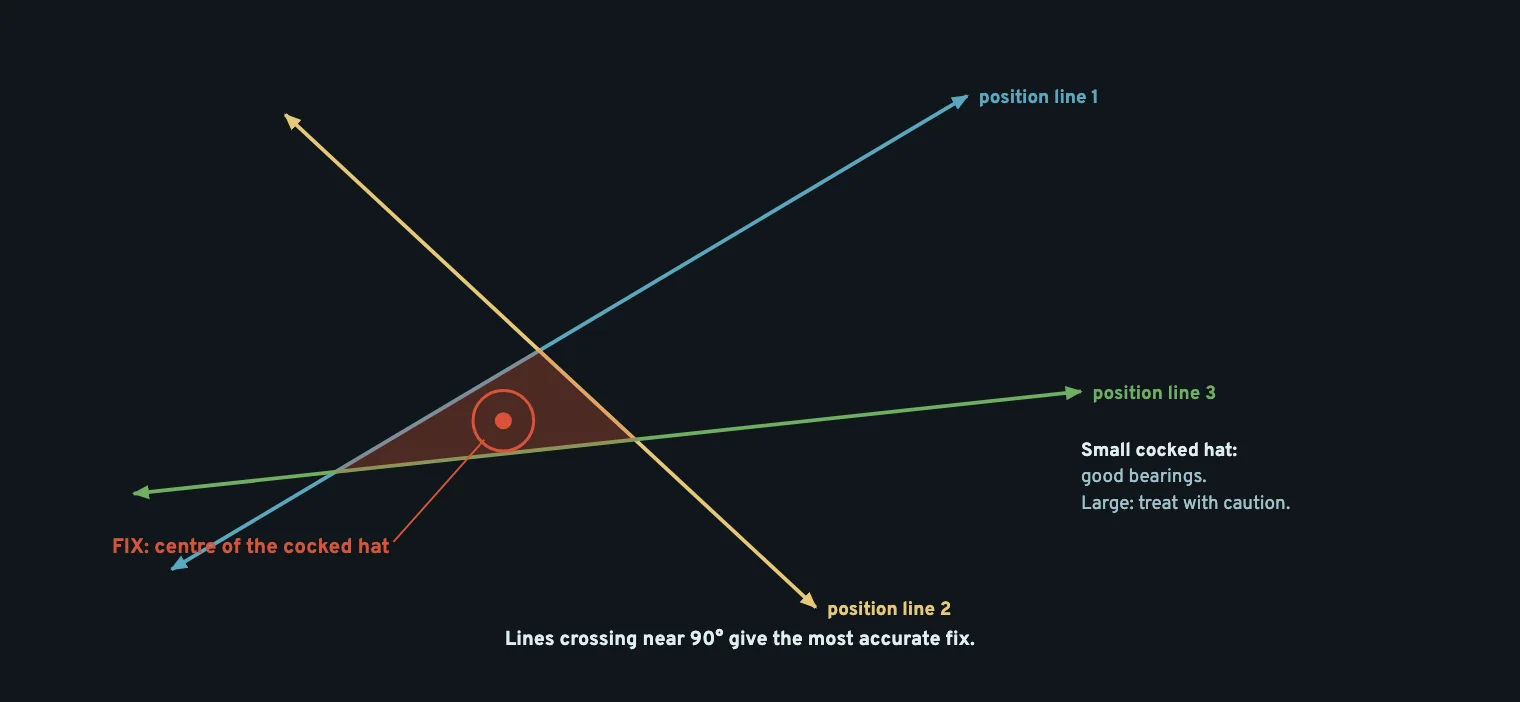 position line 1
position line 3
Small cocked hat:
good bearings.
Large: treat with caution.
FIX: centre of the cocked hat
position line 2
Lines crossing near 90° give the most accurate fix.